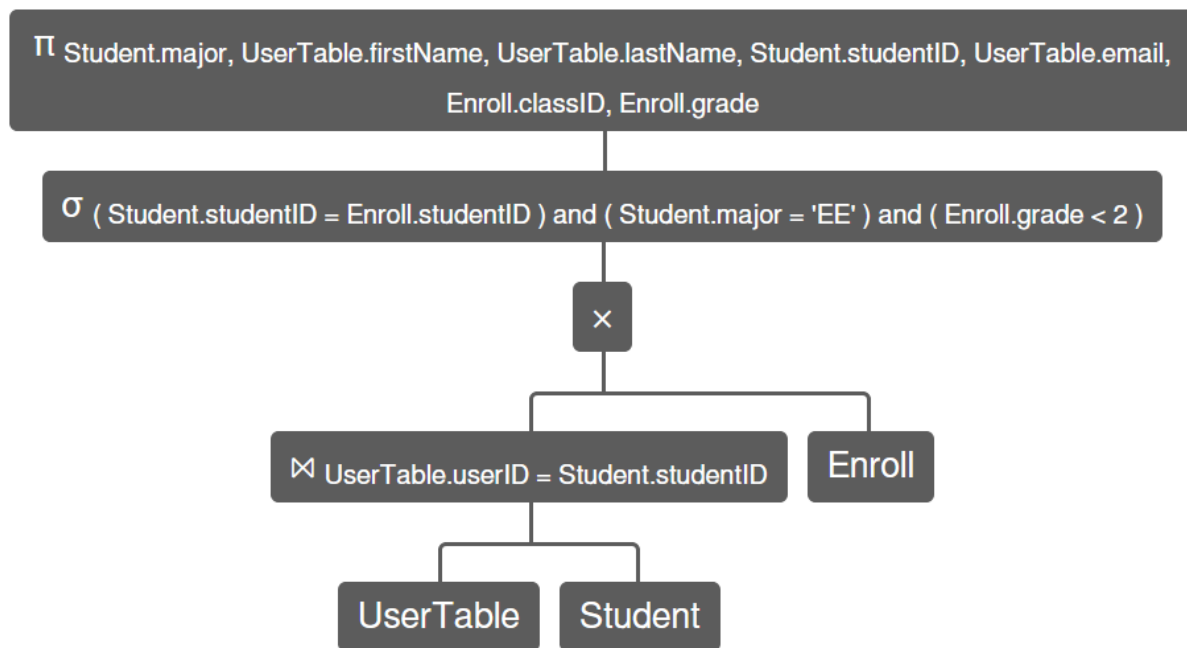 π Student.major, UserTable.firstName, UserTable.lastName, Student.studentID, UserTable.email,
Enroll.classID, Enroll.grade
σ ( Student.studentID = Enroll.studentID ) and ( Student.major = 'EE' ) and ( Enroll.grade < 2 )
×
⋈ UserTable.userID = Student.studentID
Enroll
UserTable
Student